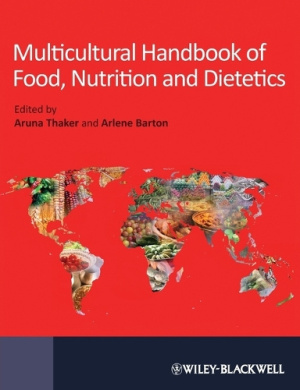 Multicultural Handbook of
Food, Nutrition and Dietetics
Edited by
Aruna Thaker and Arlene Barton
WILEY-BLACKWELL